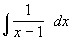 ∫ 1/(x − 1) dx